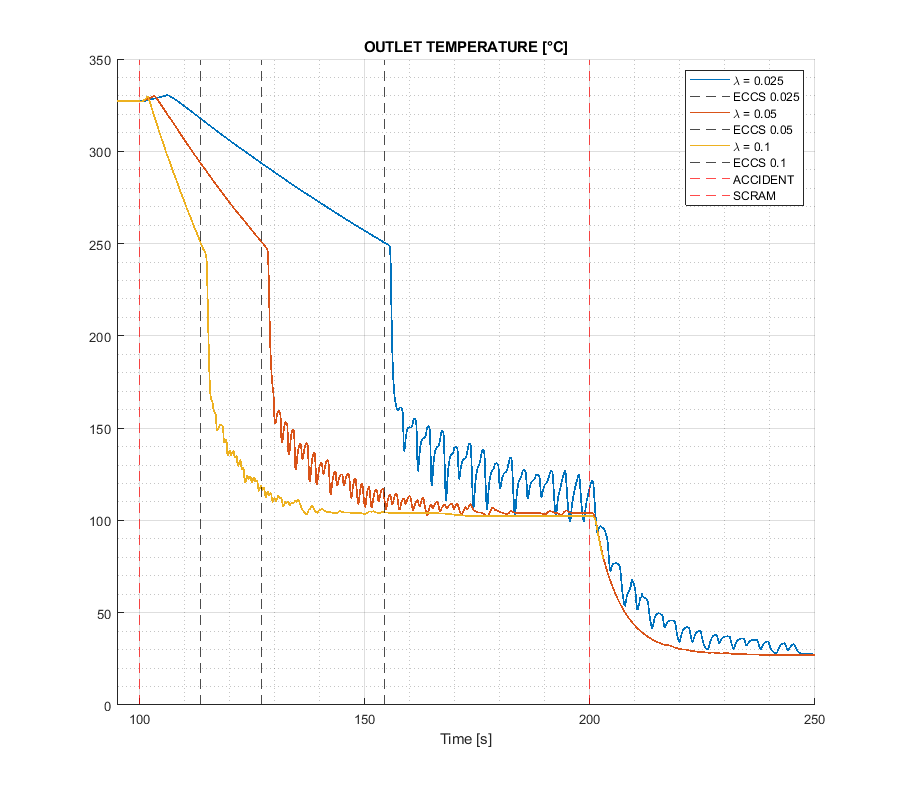 OUTLET TEMPERATURE [°C]
350
300
250
200
150
100
50
0
λ = 0.025
ECCS 0.025
λ = 0.05
ECCS 0.05
λ = 0.1
ECCS 0.1
ACCIDENT
SCRAM
100
150
200
250
Time [s]